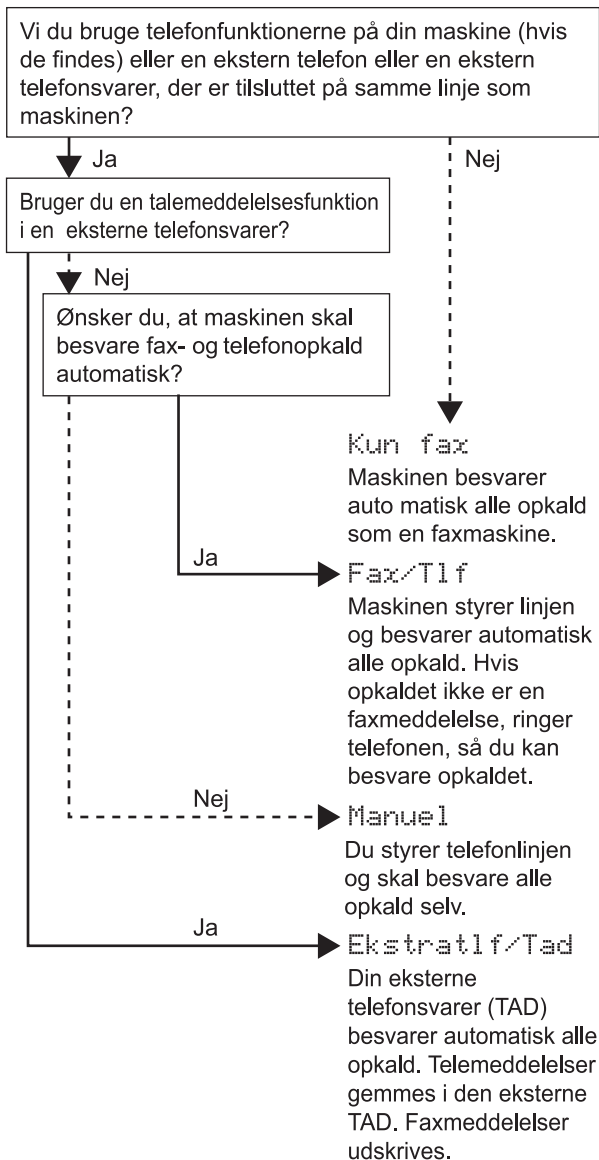 Vi du bruge telefonfunktionerne på din maskine (hvis
de findes) eller en ekstern telefon eller en ekstern
telefonsvarer, der er tilsluttet på samme linje som
maskinen?
Ja
Nej
Bruger du en talemeddelelsesfunktion
i en eksterne telefonsvarer?
Nej
Ønsker du, at maskinen skal
besvare fax- og telefonopkald
automatisk?
Kun fax
Maskinen besvarer
auto matisk alle opkald
som en faxmaskine.
Ja
Fax/Tlf
Maskinen styrer linjen
og besvarer automatisk
alle opkald. Hvis
opkaldet ikke er en
faxmeddelelse, ringer
telefonen, så du kan
besvare opkaldet.
Nej
Manuel
Du styrer telefonlinjen
og skal besvare alle
opkald selv.
Ja
Ekstratlf/Tad
Din eksterne
telefonsvarer (TAD)
besvarer automatisk alle
opkald. Telemeddelelser
gemmes i den eksterne
TAD. Faxmeddelelser
udskrives.